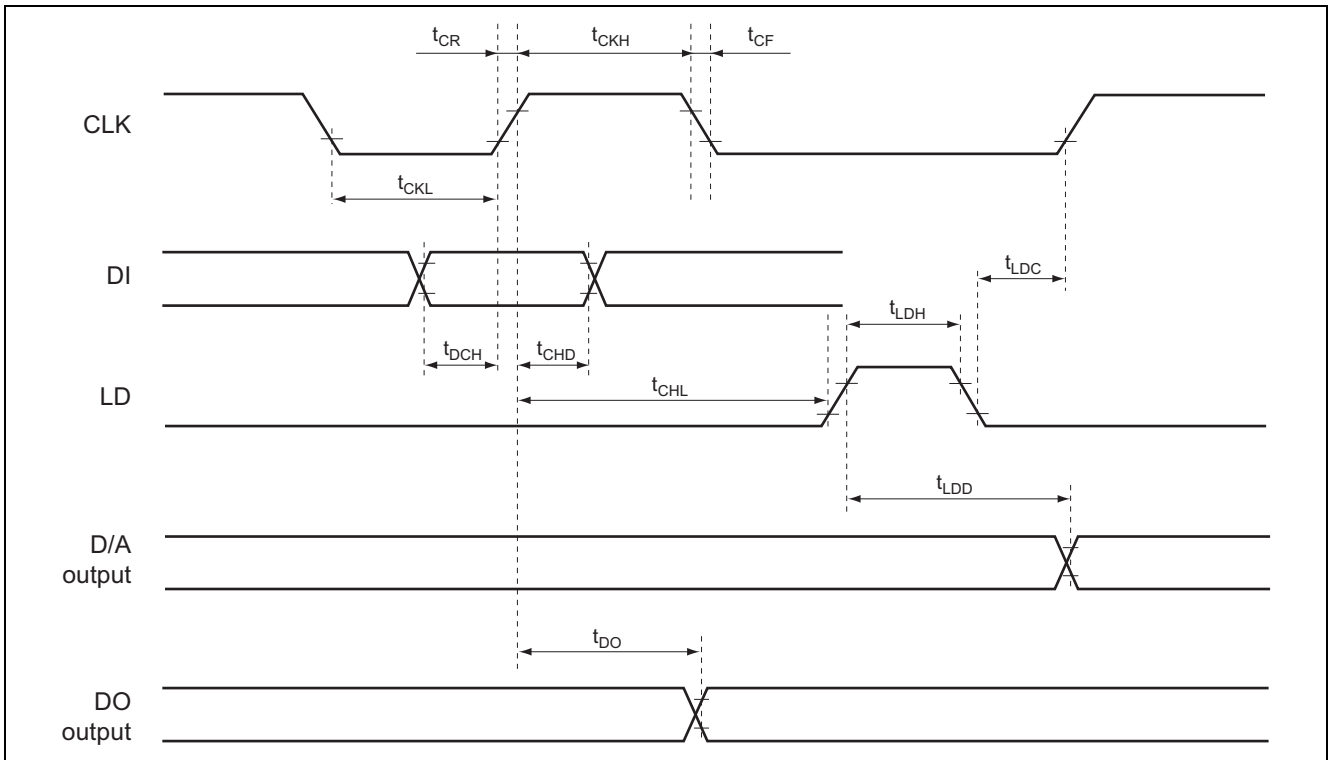 tCR
tCKH
tCF
CLK
tCKL
DI
tLDC
tLDH
tDCH
tCHD
LD
tCHL
tLDD
D/A
output
tDO
DO
output